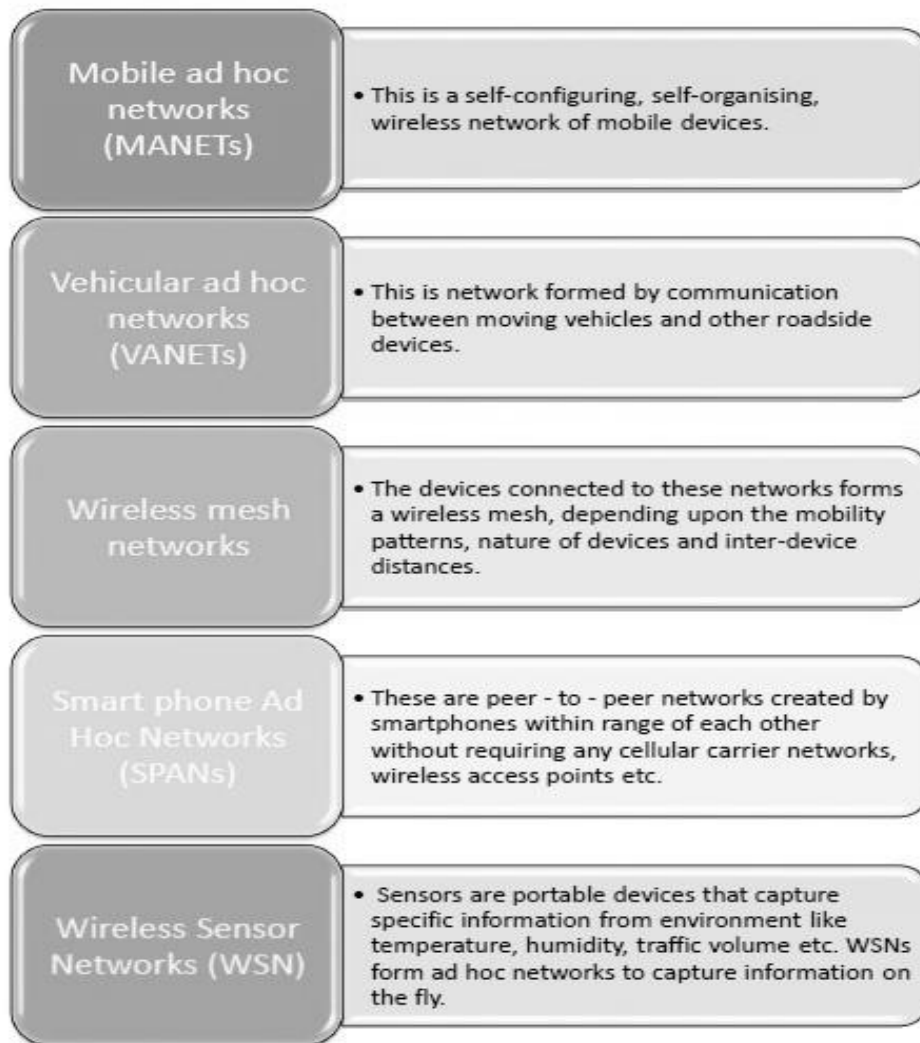 Mobile ad hoc
networks
(MANETs)
• This is a self-configuring, self-organising,
wireless network of mobile devices.
Vehicular ad hoc
networks
(VANETs)
• This is network formed by communication
between moving vehicles and other roadside
devices.
Wireless mesh
networks
• The devices connected to these networks forms
a wireless mesh, depending upon the mobility
patterns, nature of devices and inter-device
distances.
Smart phone Ad
Hoc Networks
(SPANs)
• These are peer - to - peer networks created by
smartphones within range of each other
without requiring any cellular carrier networks,
wireless access points etc.
Wireless Sensor
Networks (WSN)
• Sensors are portable devices that capture
specific information from environment like
temperature, humidity, traffic volume etc. WSNs
form ad hoc networks to capture information on
the fly.